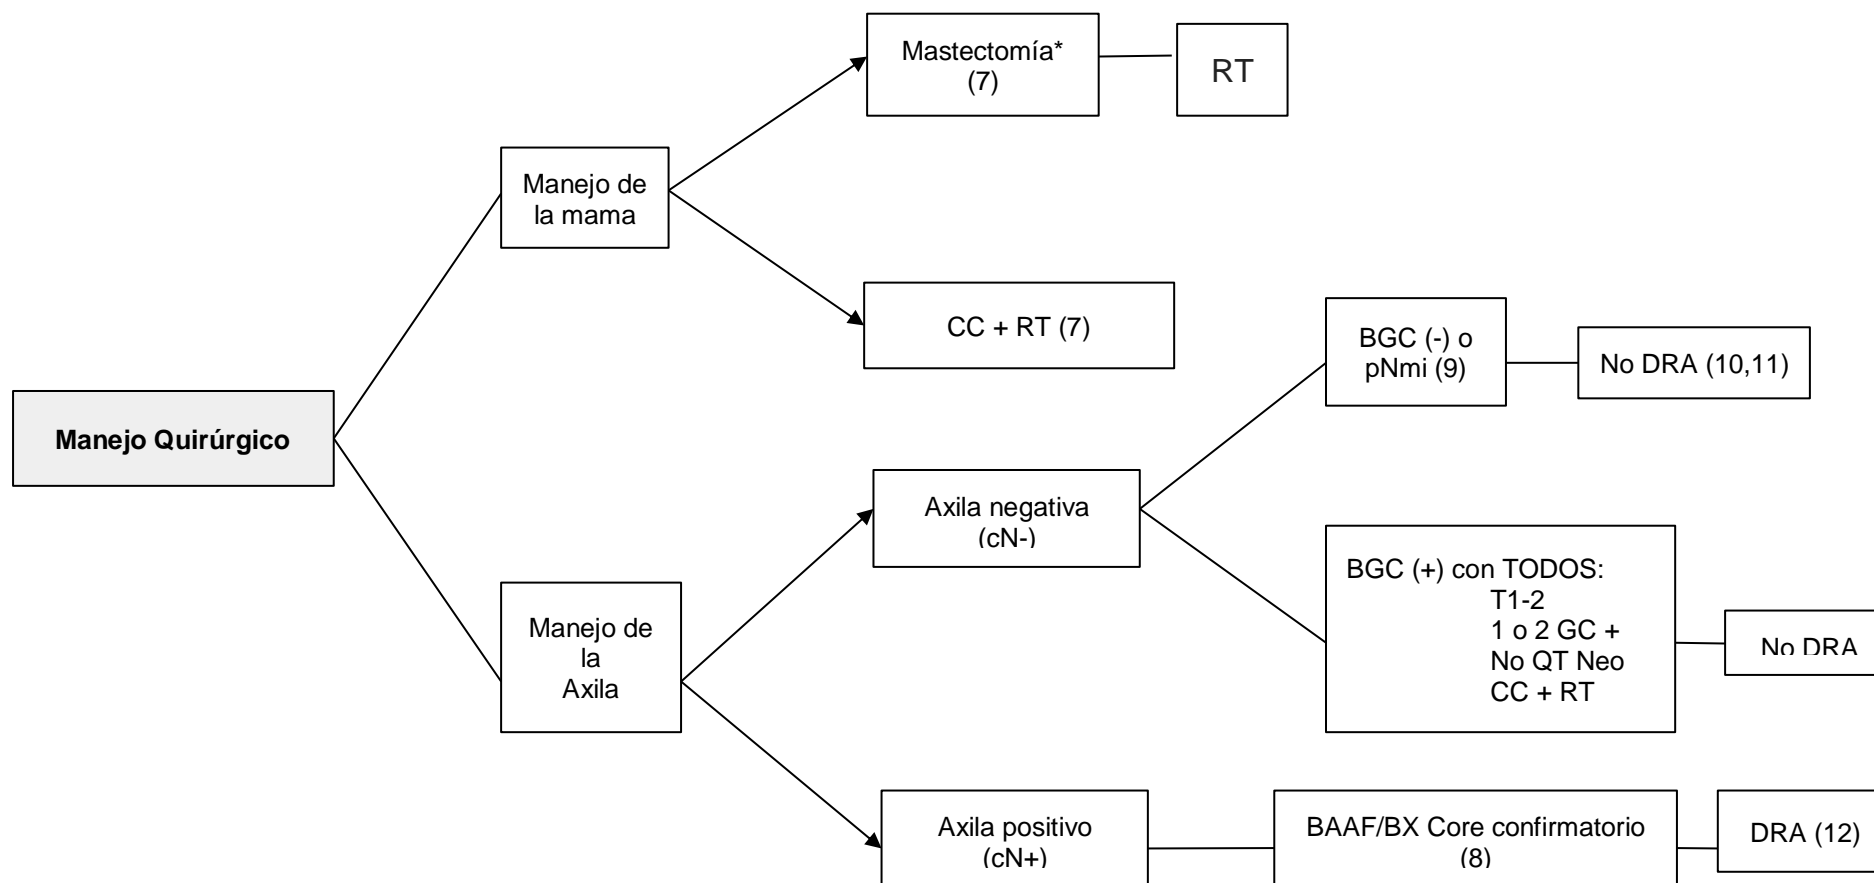 Mastectomía*
(7)
RT
Manejo de
la mama
CC + RT (7)
BGC (-) o
pNmi (9)
No DRA (10,11)
Manejo Quirúrgico
Axila negativa
(cN-)
BGC (+) con TODOS:
T1-2
1 o 2 GC +
No QT Neo
CC + RT
No DRA
Manejo de
la
Axila
Axila positivo
(cN+)
BAAF/BX Core confirmatorio
(8)
DRA (12)